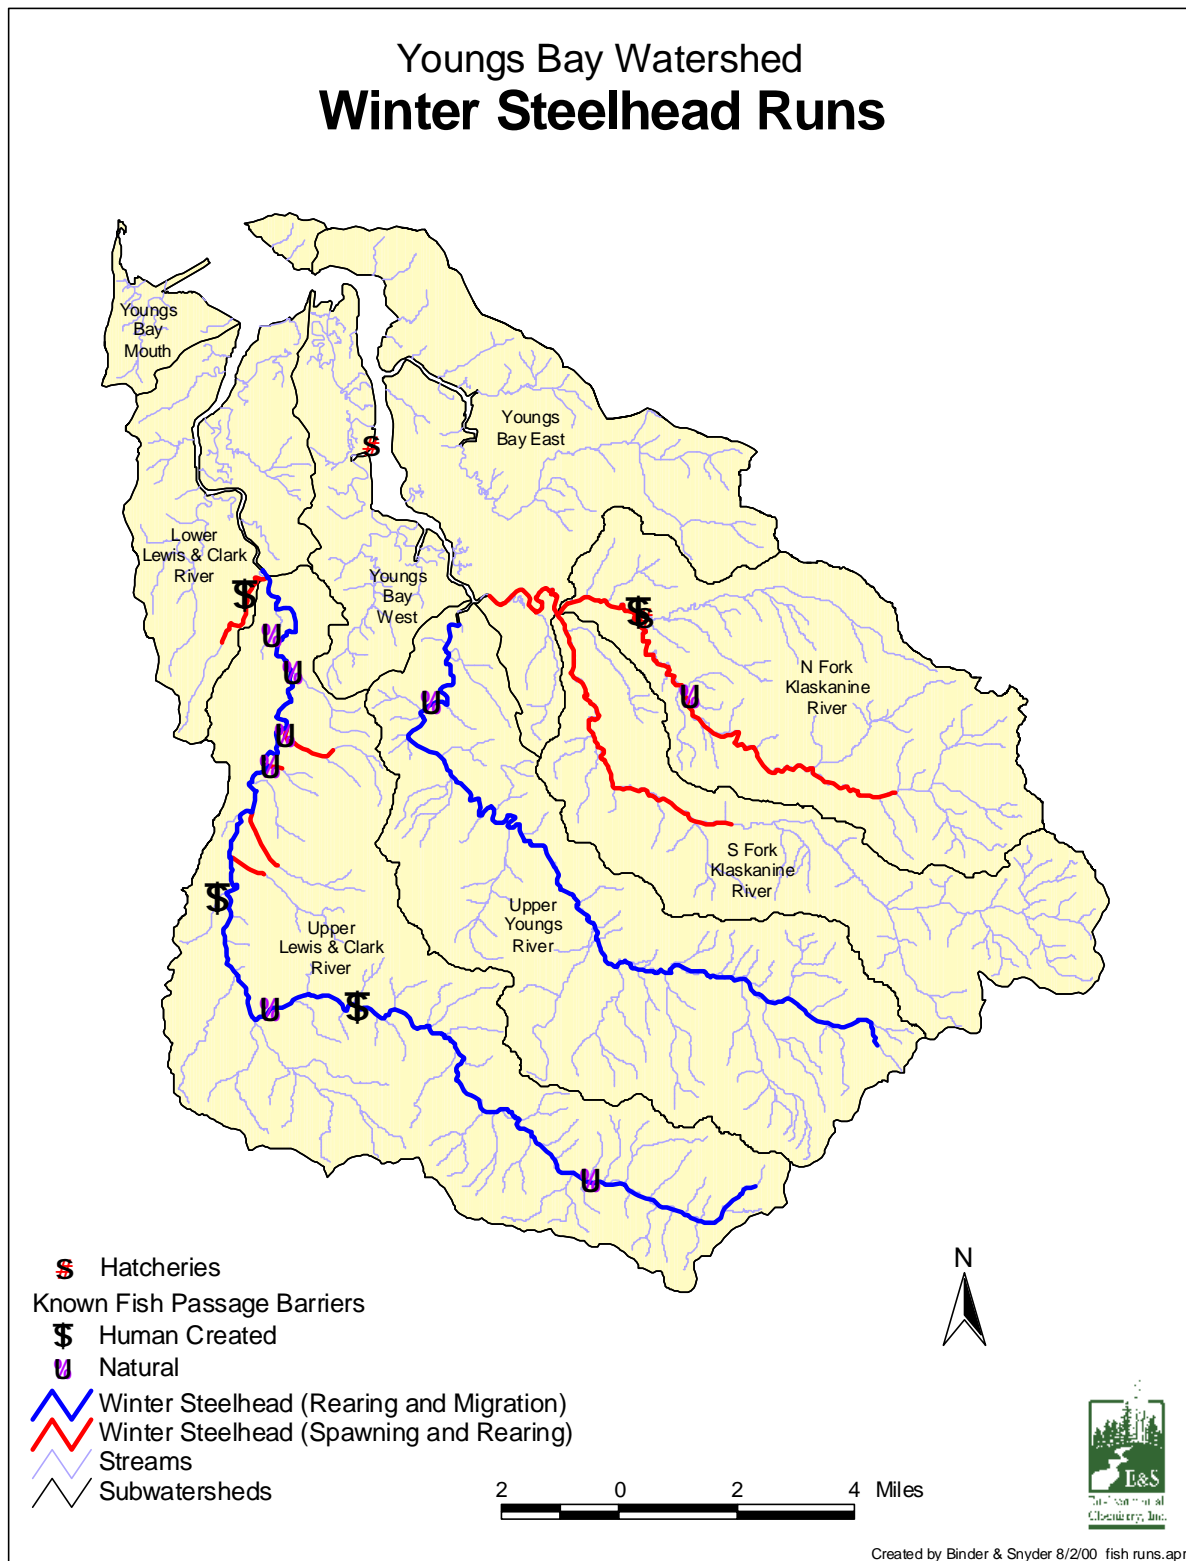 Youngs Bay Watershed
Winter Steelhead Runs
Youngs
Bay
Mouth
Youngs
Bay East
Lower
Lewis & Clark
River
Youngs
Bay
West
N Fork
Klaskanine
River
S Fork
Klaskanine
River
Upper
Youngs
River
Upper
Lewis & Clark
River
Hatcheries
Known Fish Passage Barriers
Human Created
Natural
Winter Steelhead (Rearing and Migration)
Winter Steelhead (Spawning and Rearing)
Streams
Subwatersheds
N
2 0 2 4 Miles
E&S
Environmental
Chemistry, Inc.
Created by Binder & Snyder 8/2/00 fish runs.apr